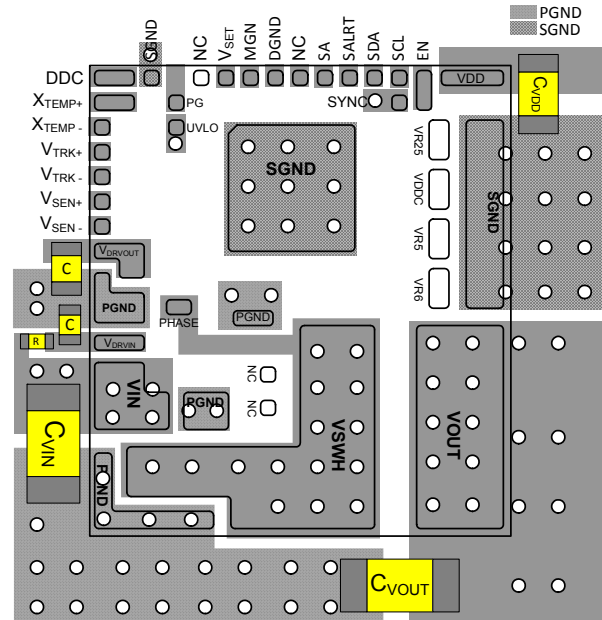 PGND
SGND
SGND
NC
VSET
MGN
DGND
NC
SA
SALRT
SDA
SCL
EN
DDC
VDD
CVDD
XTEMP+
PG
SYNC
XTEMP -
UVLO
VR25
VTRK+
SGND
VTRK -
VDDC
SGND
VSEN+
VSEN -
VR5
VDRVOUT
C
VR6
PGND
PHASE
PGND
C
R
VDRVIN
NC
VIN
PGND
NC
VSWH
VOUT
CVIN
PGND
CVOUT